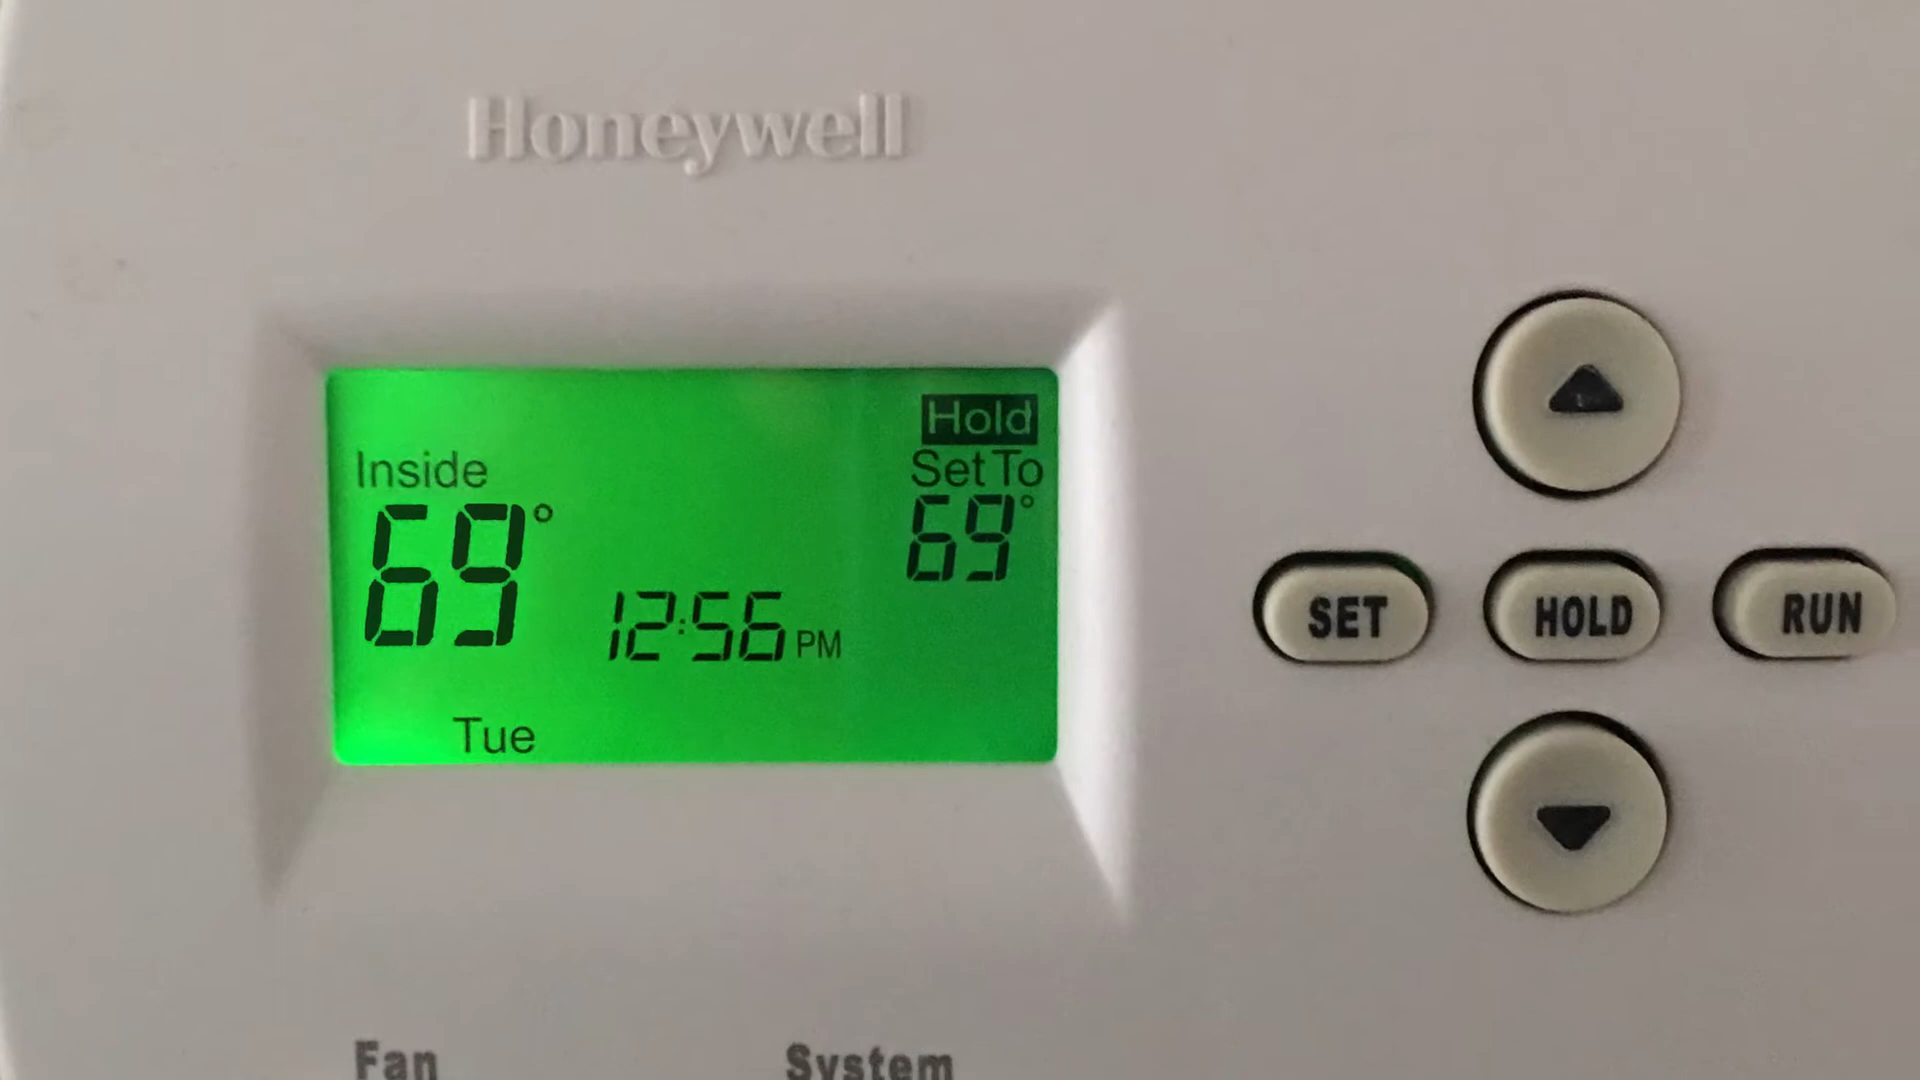 Honeywell
Hold
Inside
Set To
69°
69°
12:56 PM
Tue
SET
HOLD
RUN
Fan
System